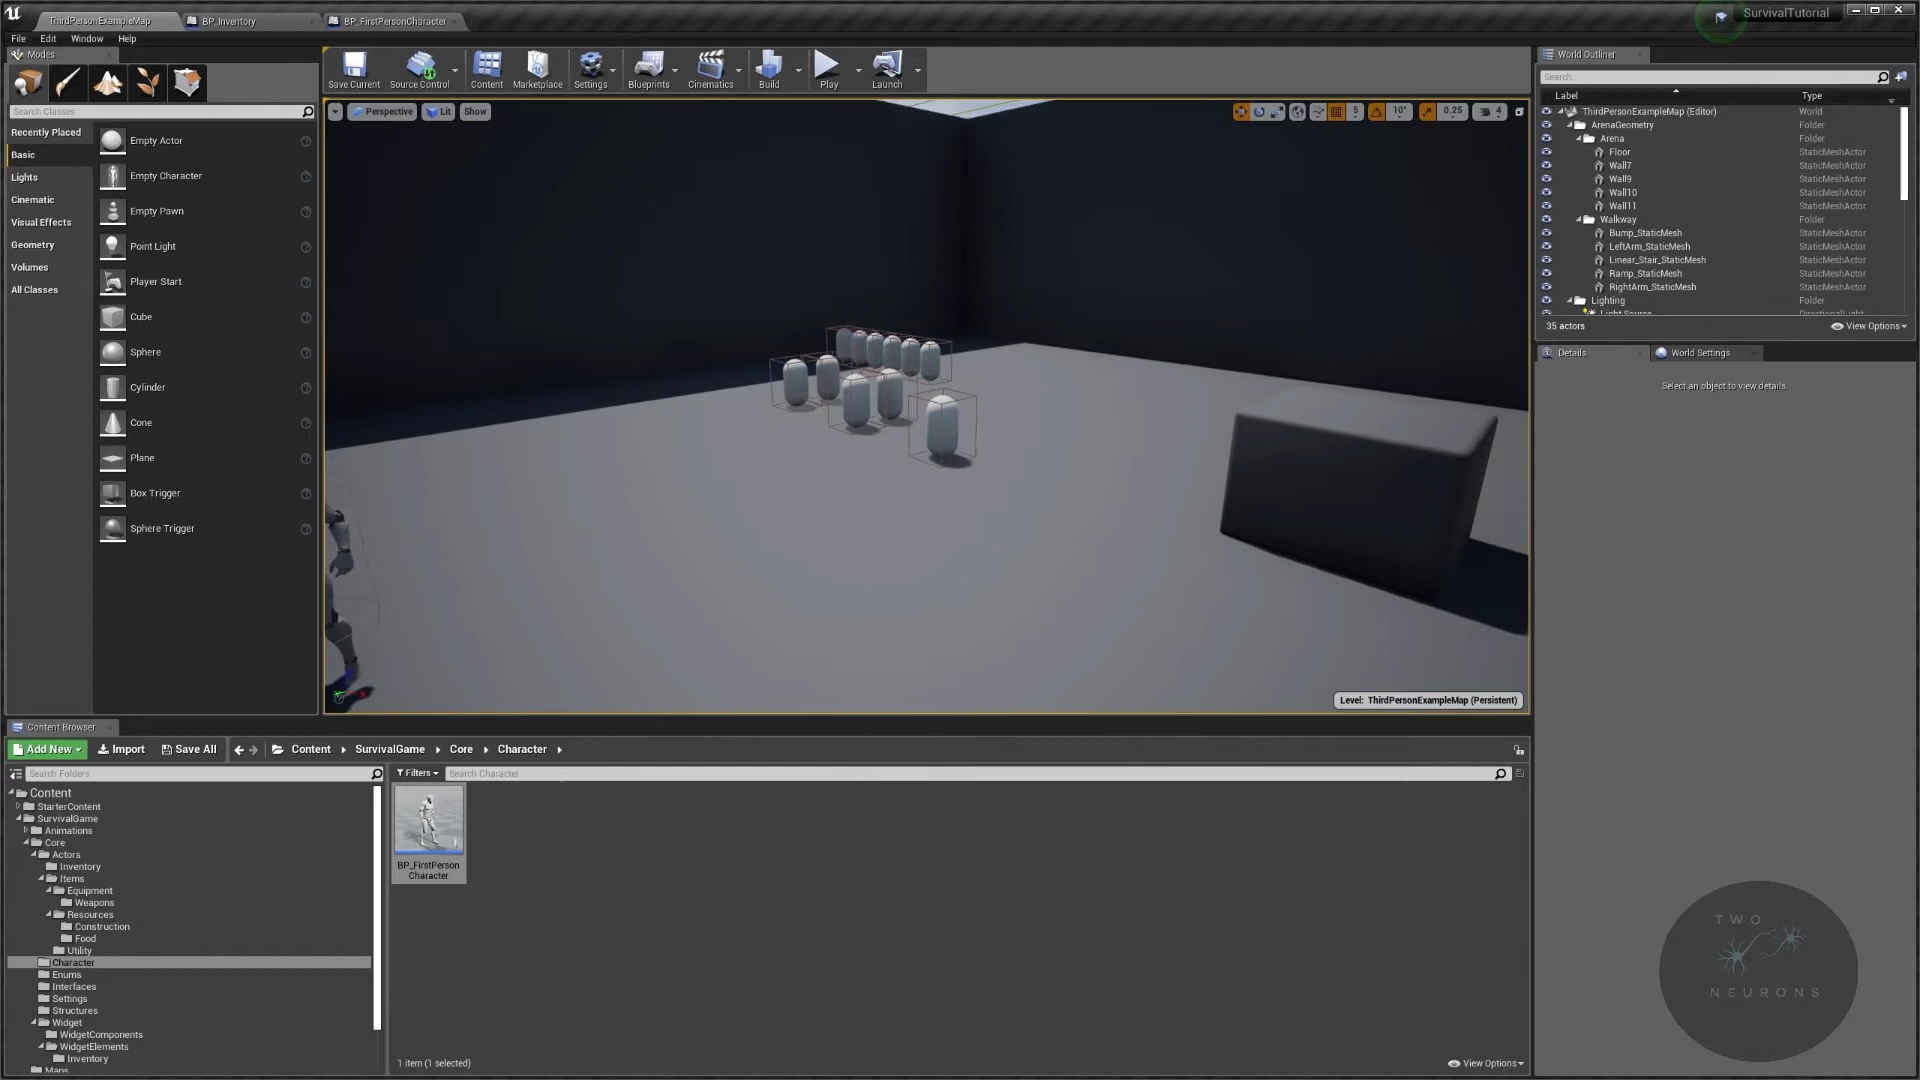 ThirdPersonExampleMap
BP_Inventory
BP_FirstPersonCharacter
SurvivalTutorial
File Edit Window Help
Modes
Save Current
Source Control
Content
Marketplace
Settings
Blueprints
Cinematics
Build
Play
Launch
Search Classes
Recently Placed
Basic
Lights
Cinematic
Visual Effects
Geometry
Volumes
All Classes
Empty Actor
Empty Character
Empty Pawn
Point Light
Player Start
Cube
Sphere
Cylinder
Cone
Plane
Box Trigger
Sphere Trigger
Perspective
Lit
Show
5
10°
0.25
4
Level: ThirdPersonExampleMap (Persistent)
World Outliner
Search...
Label Type
ThirdPersonExampleMap (Editor) World
ArenaGeometry Folder
Arena Folder
Floor StaticMeshActor
Wall7 StaticMeshActor
Wall9 StaticMeshActor
Wall10 StaticMeshActor
Wall11 StaticMeshActor
Walkway Folder
Bump_StaticMesh StaticMeshActor
LeftArm_StaticMesh StaticMeshActor
Linear_Stair_StaticMesh StaticMeshActor
Ramp_StaticMesh StaticMeshActor
RightArm_StaticMesh StaticMeshActor
Lighting Folder
Light Source DirectionalLight
35 actors
View Options
Details
World Settings
Select an object to view details.
Content Browser
Add New
Import
Save All
Content
SurvivalGame
Core
Character
Search Folders
Filters
Search Character
Content
StarterContent
SurvivalGame
Animations
Core
Actors
Inventory
Items
Equipment
Weapons
Resources
Construction
Food
Utility
Character
Enums
Interfaces
Settings
Structures
Widget
WidgetComponents
WidgetElements
Inventory
Maps
BP_FirstPerson
Character
1 item (1 selected)
View Options
TWO
NEURONS